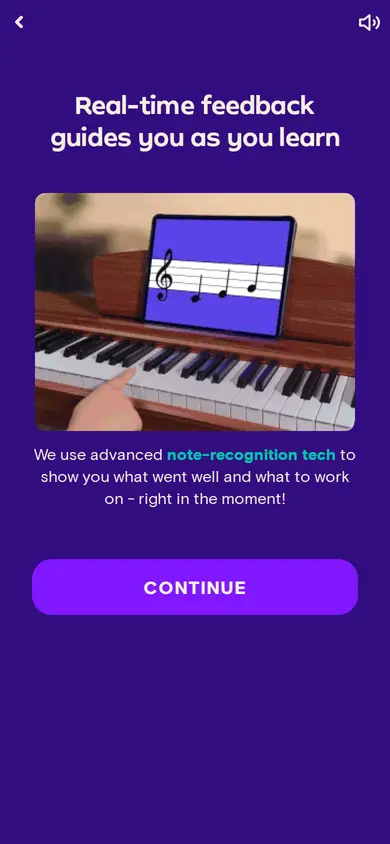 Real-time feedback
guides you as you learn
We use advanced note-recognition tech to
show you what went well and what to work
on - right in the moment!
CONTINUE